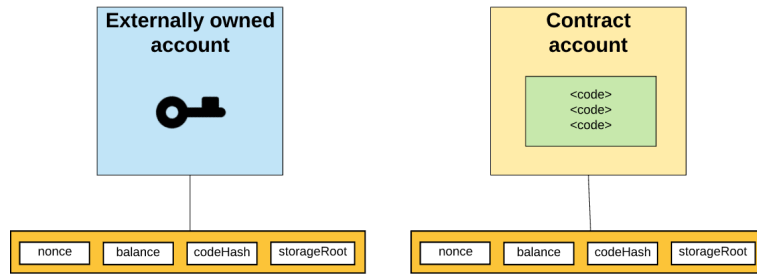 Externally owned
account
Contract
account
<code>
<code>
<code>
nonce
balance
codeHash
storageRoot
nonce
balance
codeHash
storageRoot